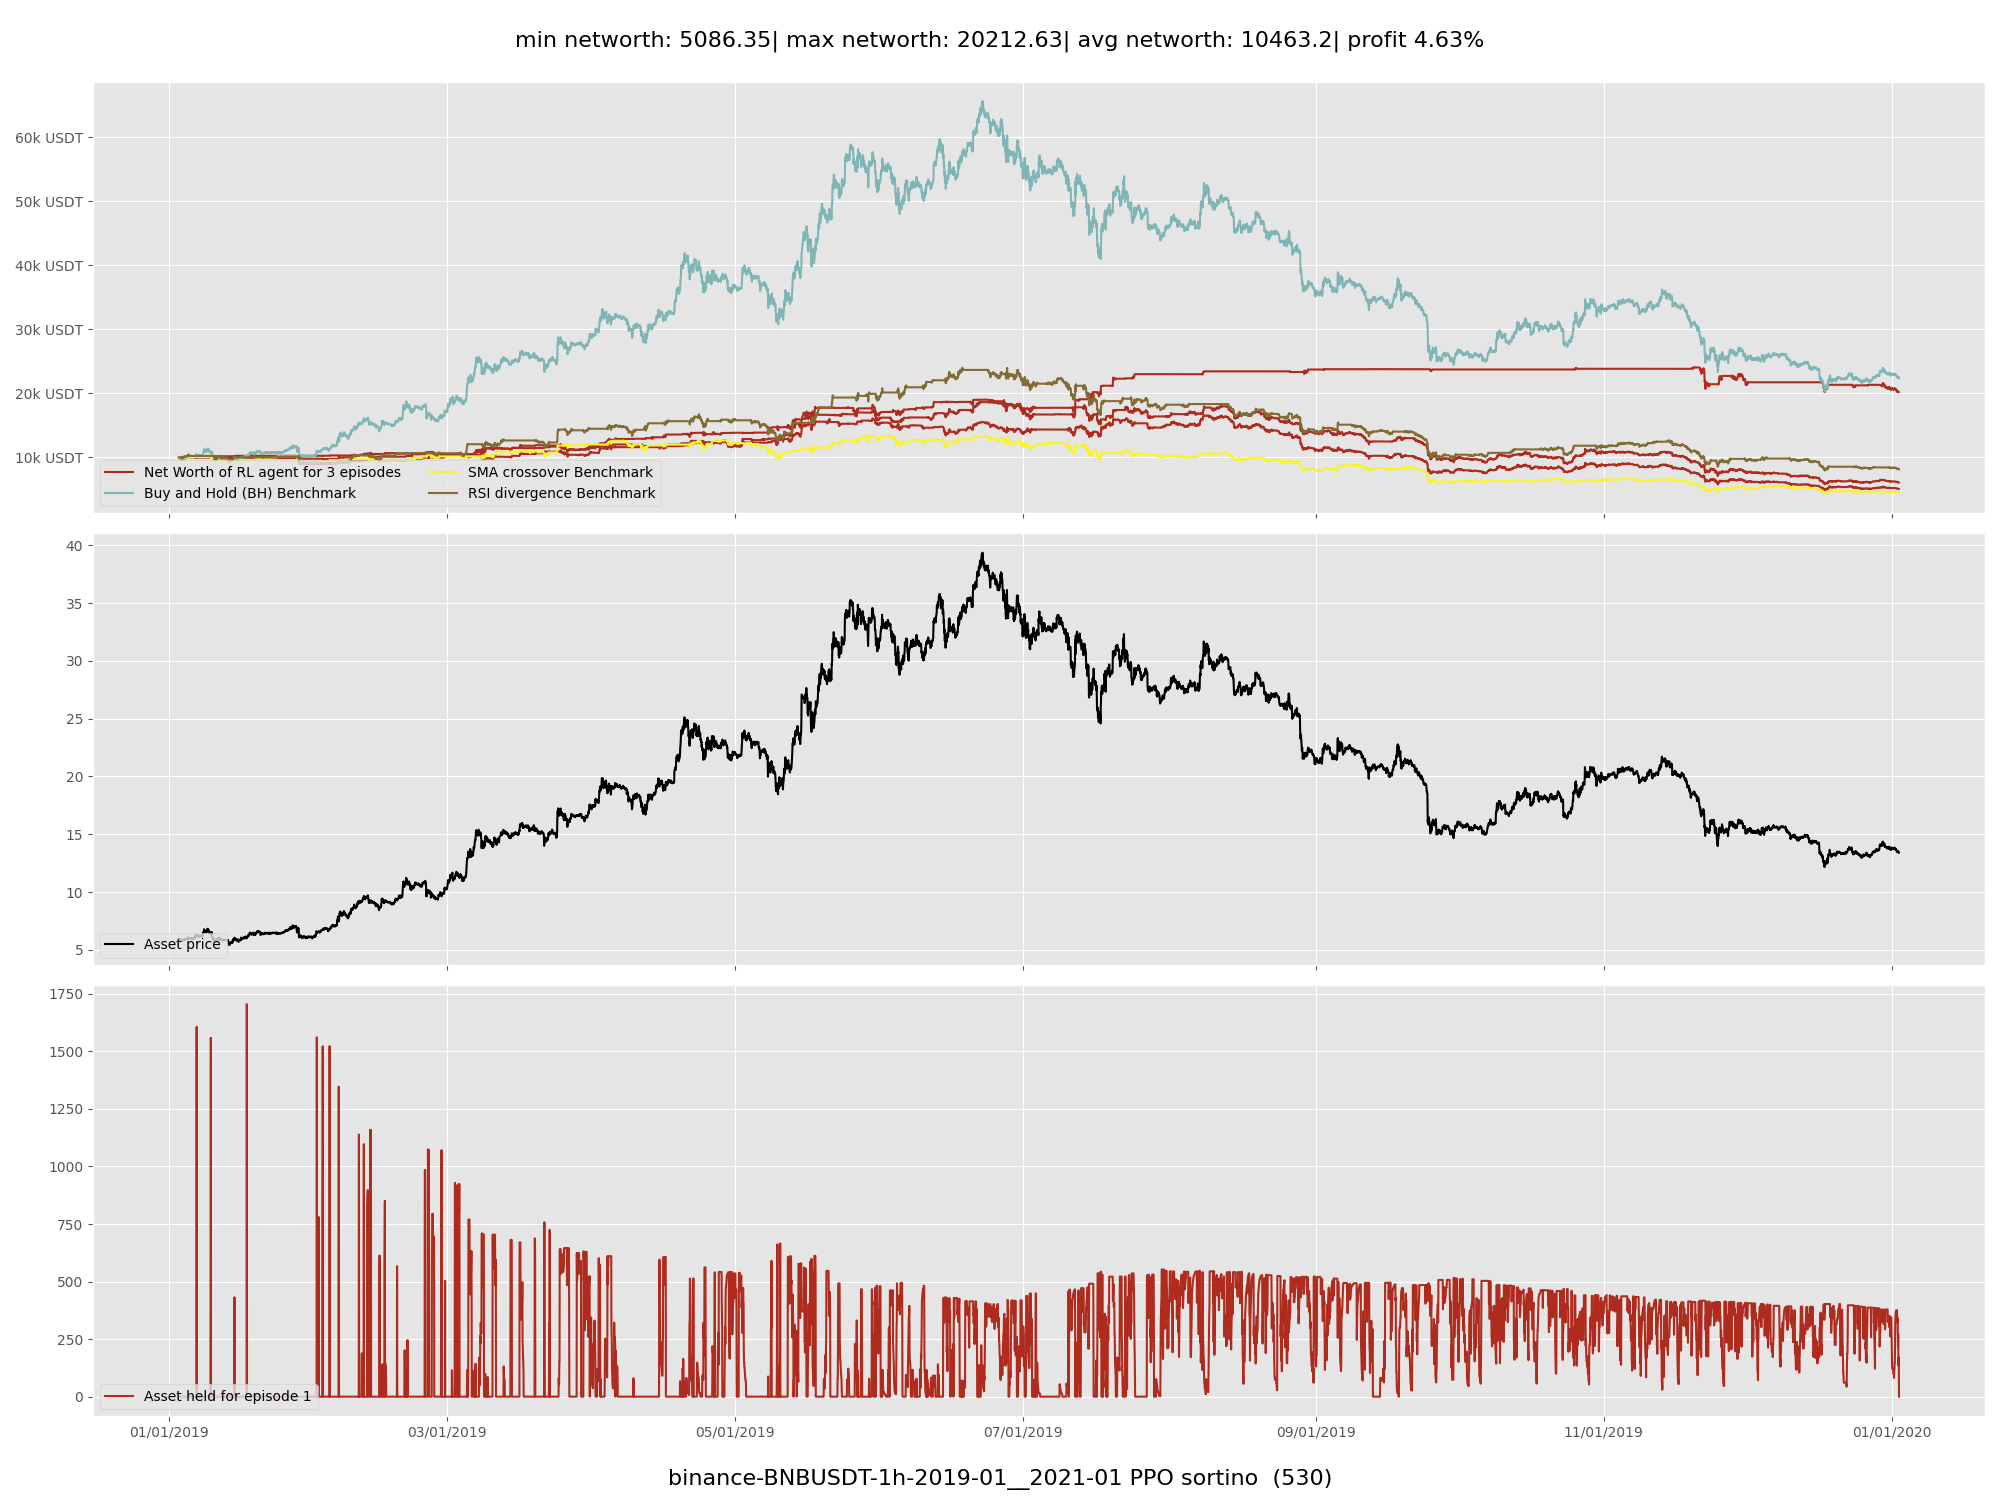 min networth: 5086.35| max networth: 20212.63| avg networth: 10463.2| profit 4.63%
60k USDT
50k USDT
40k USDT
30k USDT
20k USDT
10k USDT
Net Worth of RL agent for 3 episodes
Buy and Hold (BH) Benchmark
SMA crossover Benchmark
RSI divergence Benchmark
40
35
30
25
20
15
10
5
Asset price
1750
1500
1250
1000
750
500
250
0
Asset held for episode 1
01/01/2019
03/01/2019
05/01/2019
07/01/2019
09/01/2019
11/01/2019
01/01/2020
binance-BNBUSDT-1h-2019-01__2021-01 PPO sortino (530)